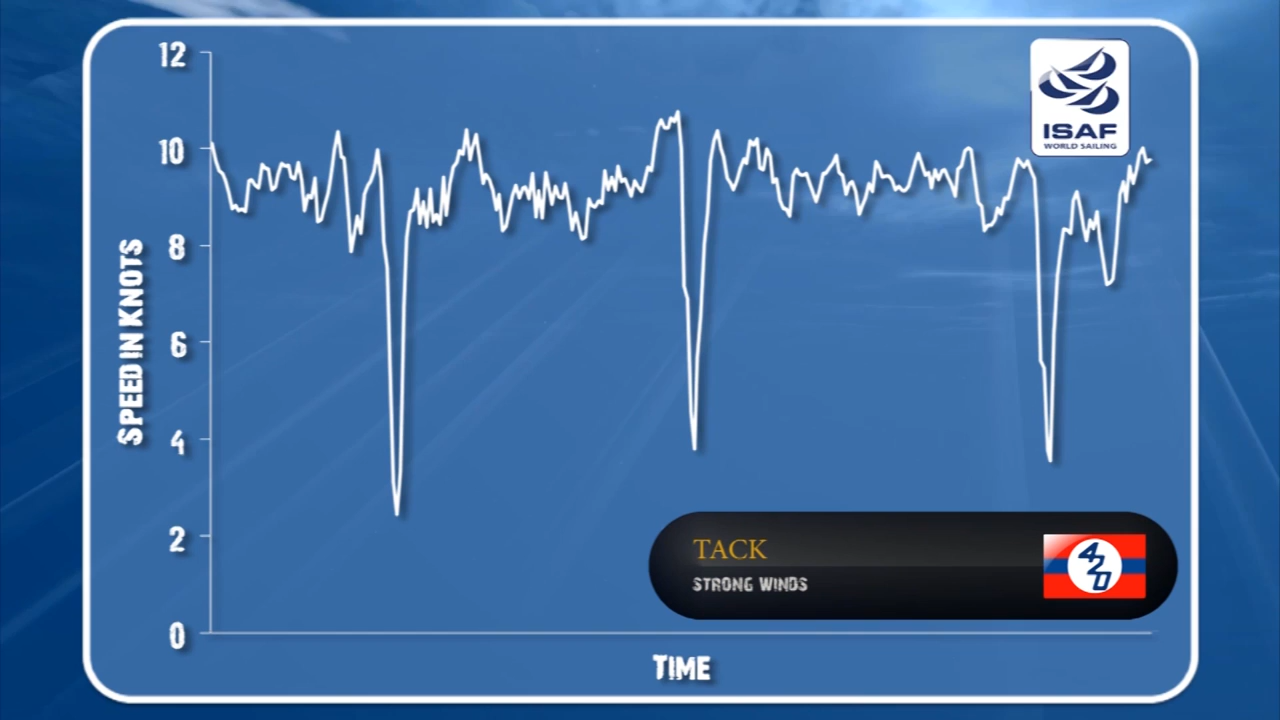 12
10
8
6
4
2
0
SPEED IN KNOTS
TIME
ISAF
WORLD SAILING
TACK
STRONG WINDS
420